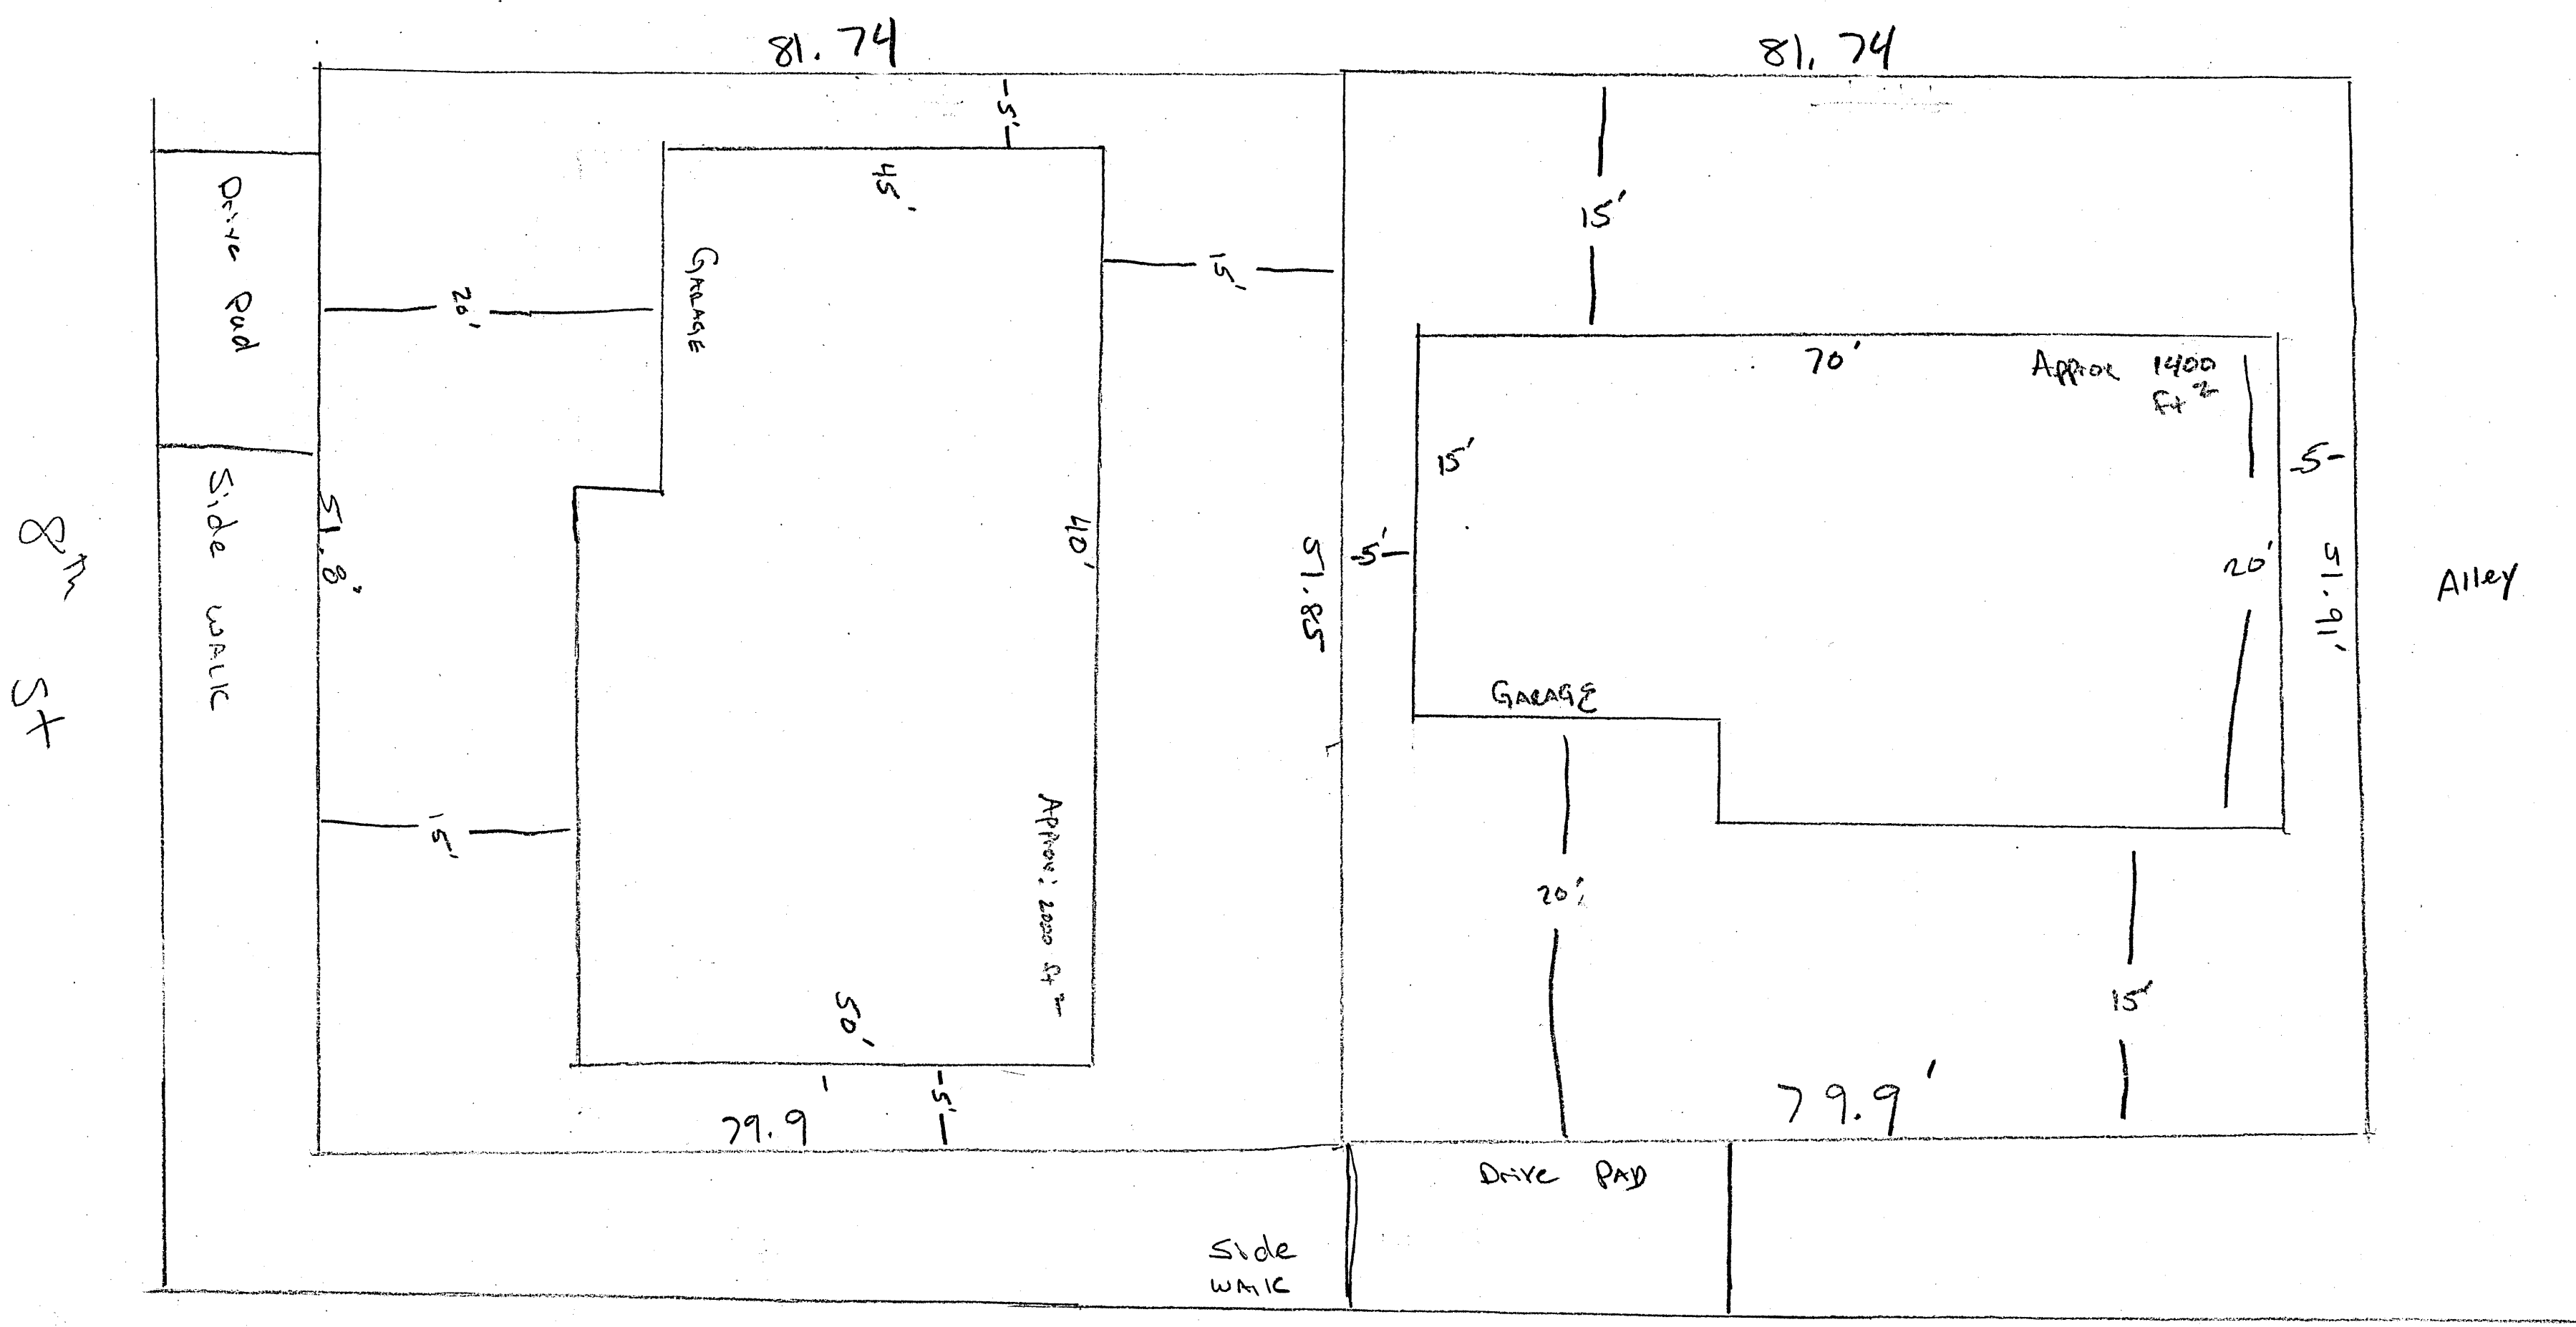 81.74
81.74
-5'
45'
Drive Pad
GARAGE
20'
15'
15'
70'
Approx 1400
ft²
15'
-5-
8th St
Side WALK
51.8'
40'
51.85
-5'-
20'
51.91'
Alley
GARAGE
15'
Approx: 2000 ft²
20'
15'
50'
-5'-
79.9'
79.9'
Drive PAD
Side
WALK